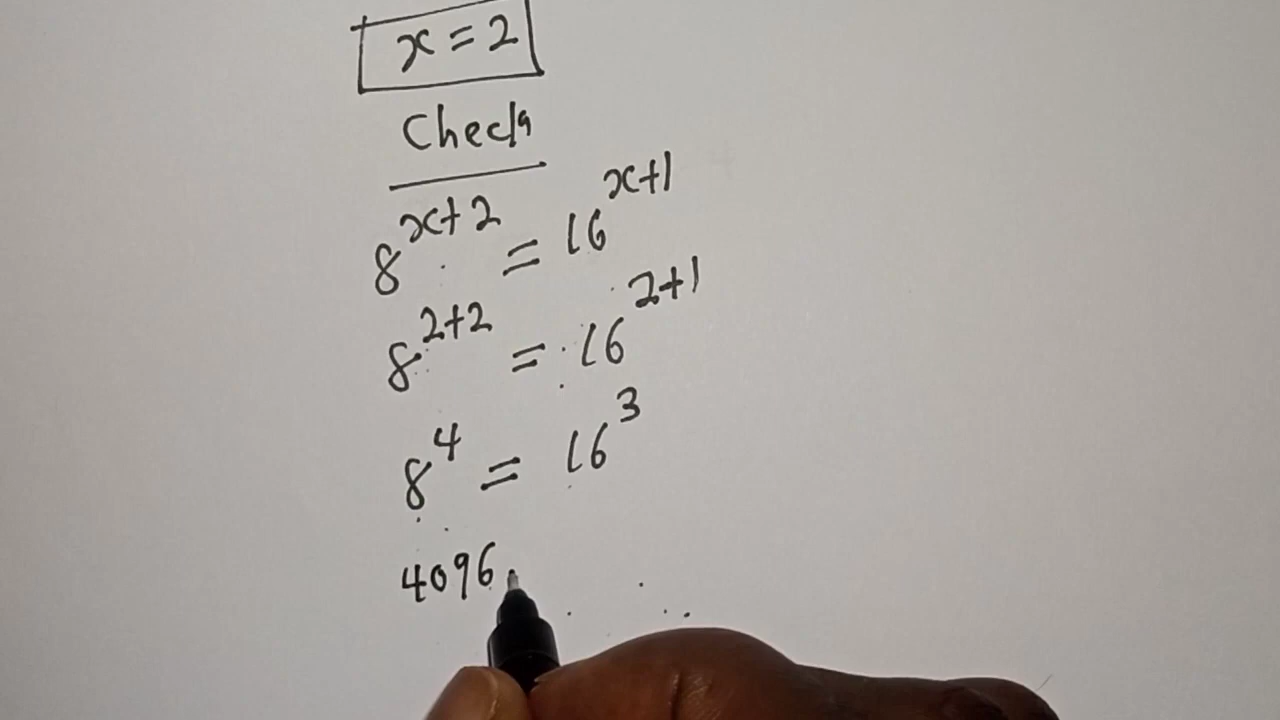 x = 2
Check
8^{x+2} = 16^{x+1}
8^{2+2} = 16^{2+1}
8^4 = 16^3
4096